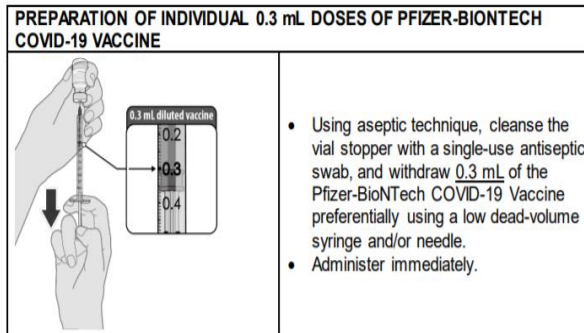 PREPARATION OF INDIVIDUAL 0.3 mL DOSES OF PFIZER-BIONTECH
COVID-19 VACCINE
0.3 mL diluted vaccine
0.2
0.3
0.4
• Using aseptic technique, cleanse the
vial stopper with a single-use antiseptic
swab, and withdraw 0.3 mL of the
Pfizer-BioNTech COVID-19 Vaccine
preferentially using a low dead-volume
syringe and/or needle.
• Administer immediately.